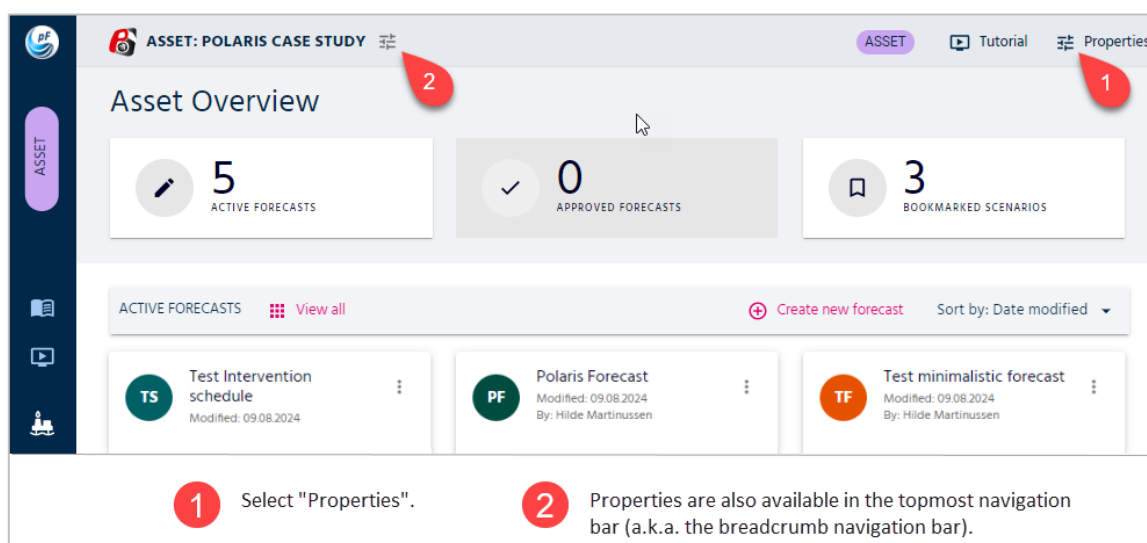 pF
ASSET: POLARIS CASE STUDY
2
ASSET
Tutorial
Properties
1
Asset Overview
ASSET
5
ACTIVE FORECASTS
0
APPROVED FORECASTS
3
BOOKMARKED SCENARIOS
ACTIVE FORECASTS
View all
Create new forecast
Sort by: Date modified
TS
Test Intervention
schedule
Modified: 09.08.2024
PF
Polaris Forecast
Modified: 09.08.2024
By: Hilde Martinussen
TF
Test minimalistic forecast
Modified: 09.08.2024
By: Hilde Martinussen
1
Select "Properties".
2
Properties are also available in the topmost navigation
bar (a.k.a. the breadcrumb navigation bar).